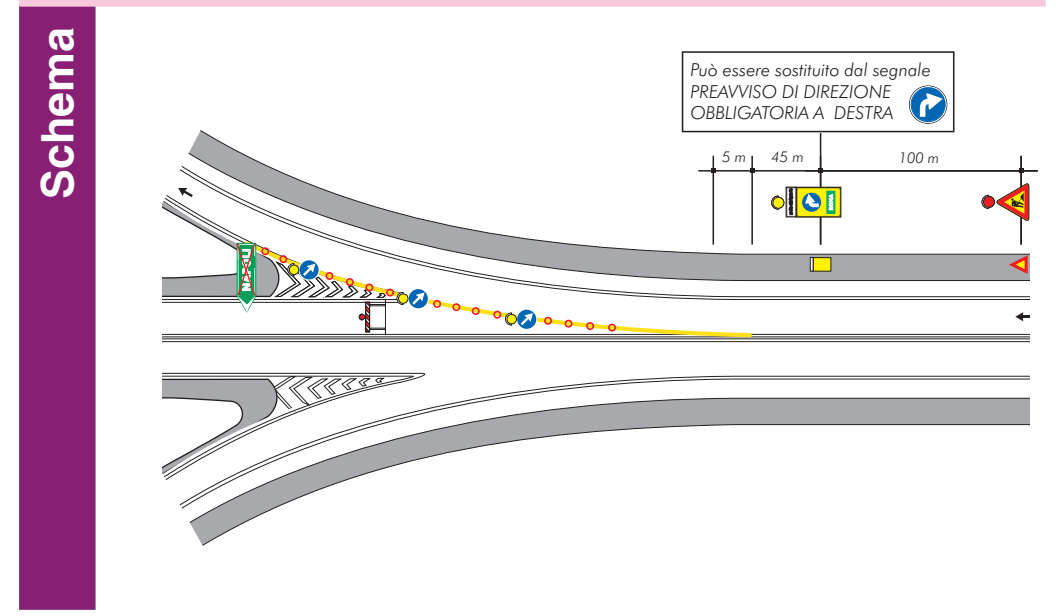 Schema
Può essere sostituito dal segnale
PREAVVISO DI DIREZIONE
OBBLIGATORIA A DESTRA
5 m
45 m
100 m